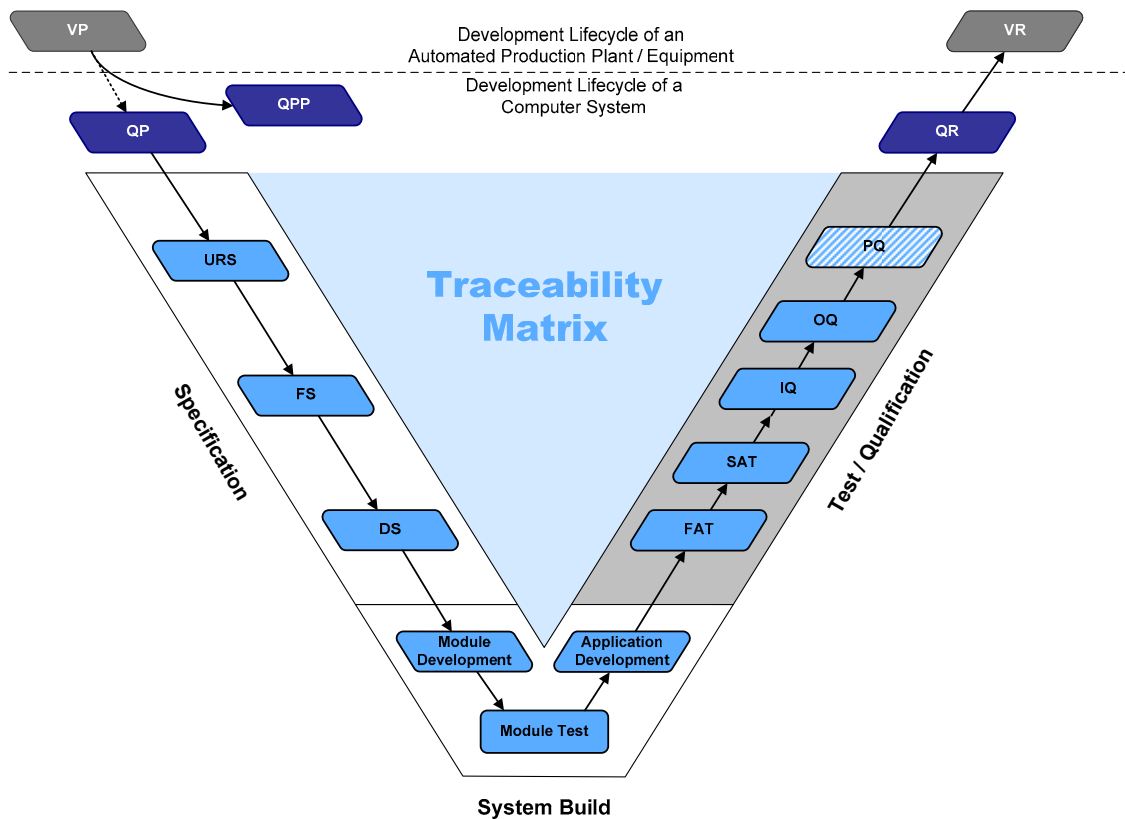 VP
Development Lifecycle of an
Automated Production Plant / Equipment
VR
Development Lifecycle of a
Computer System
QPP
QP
QR
Traceability
Matrix
URS
FS
DS
Specification
PQ
OQ
IQ
SAT
FAT
Test / Qualification
Module
Development
Application
Development
Module Test
System Build